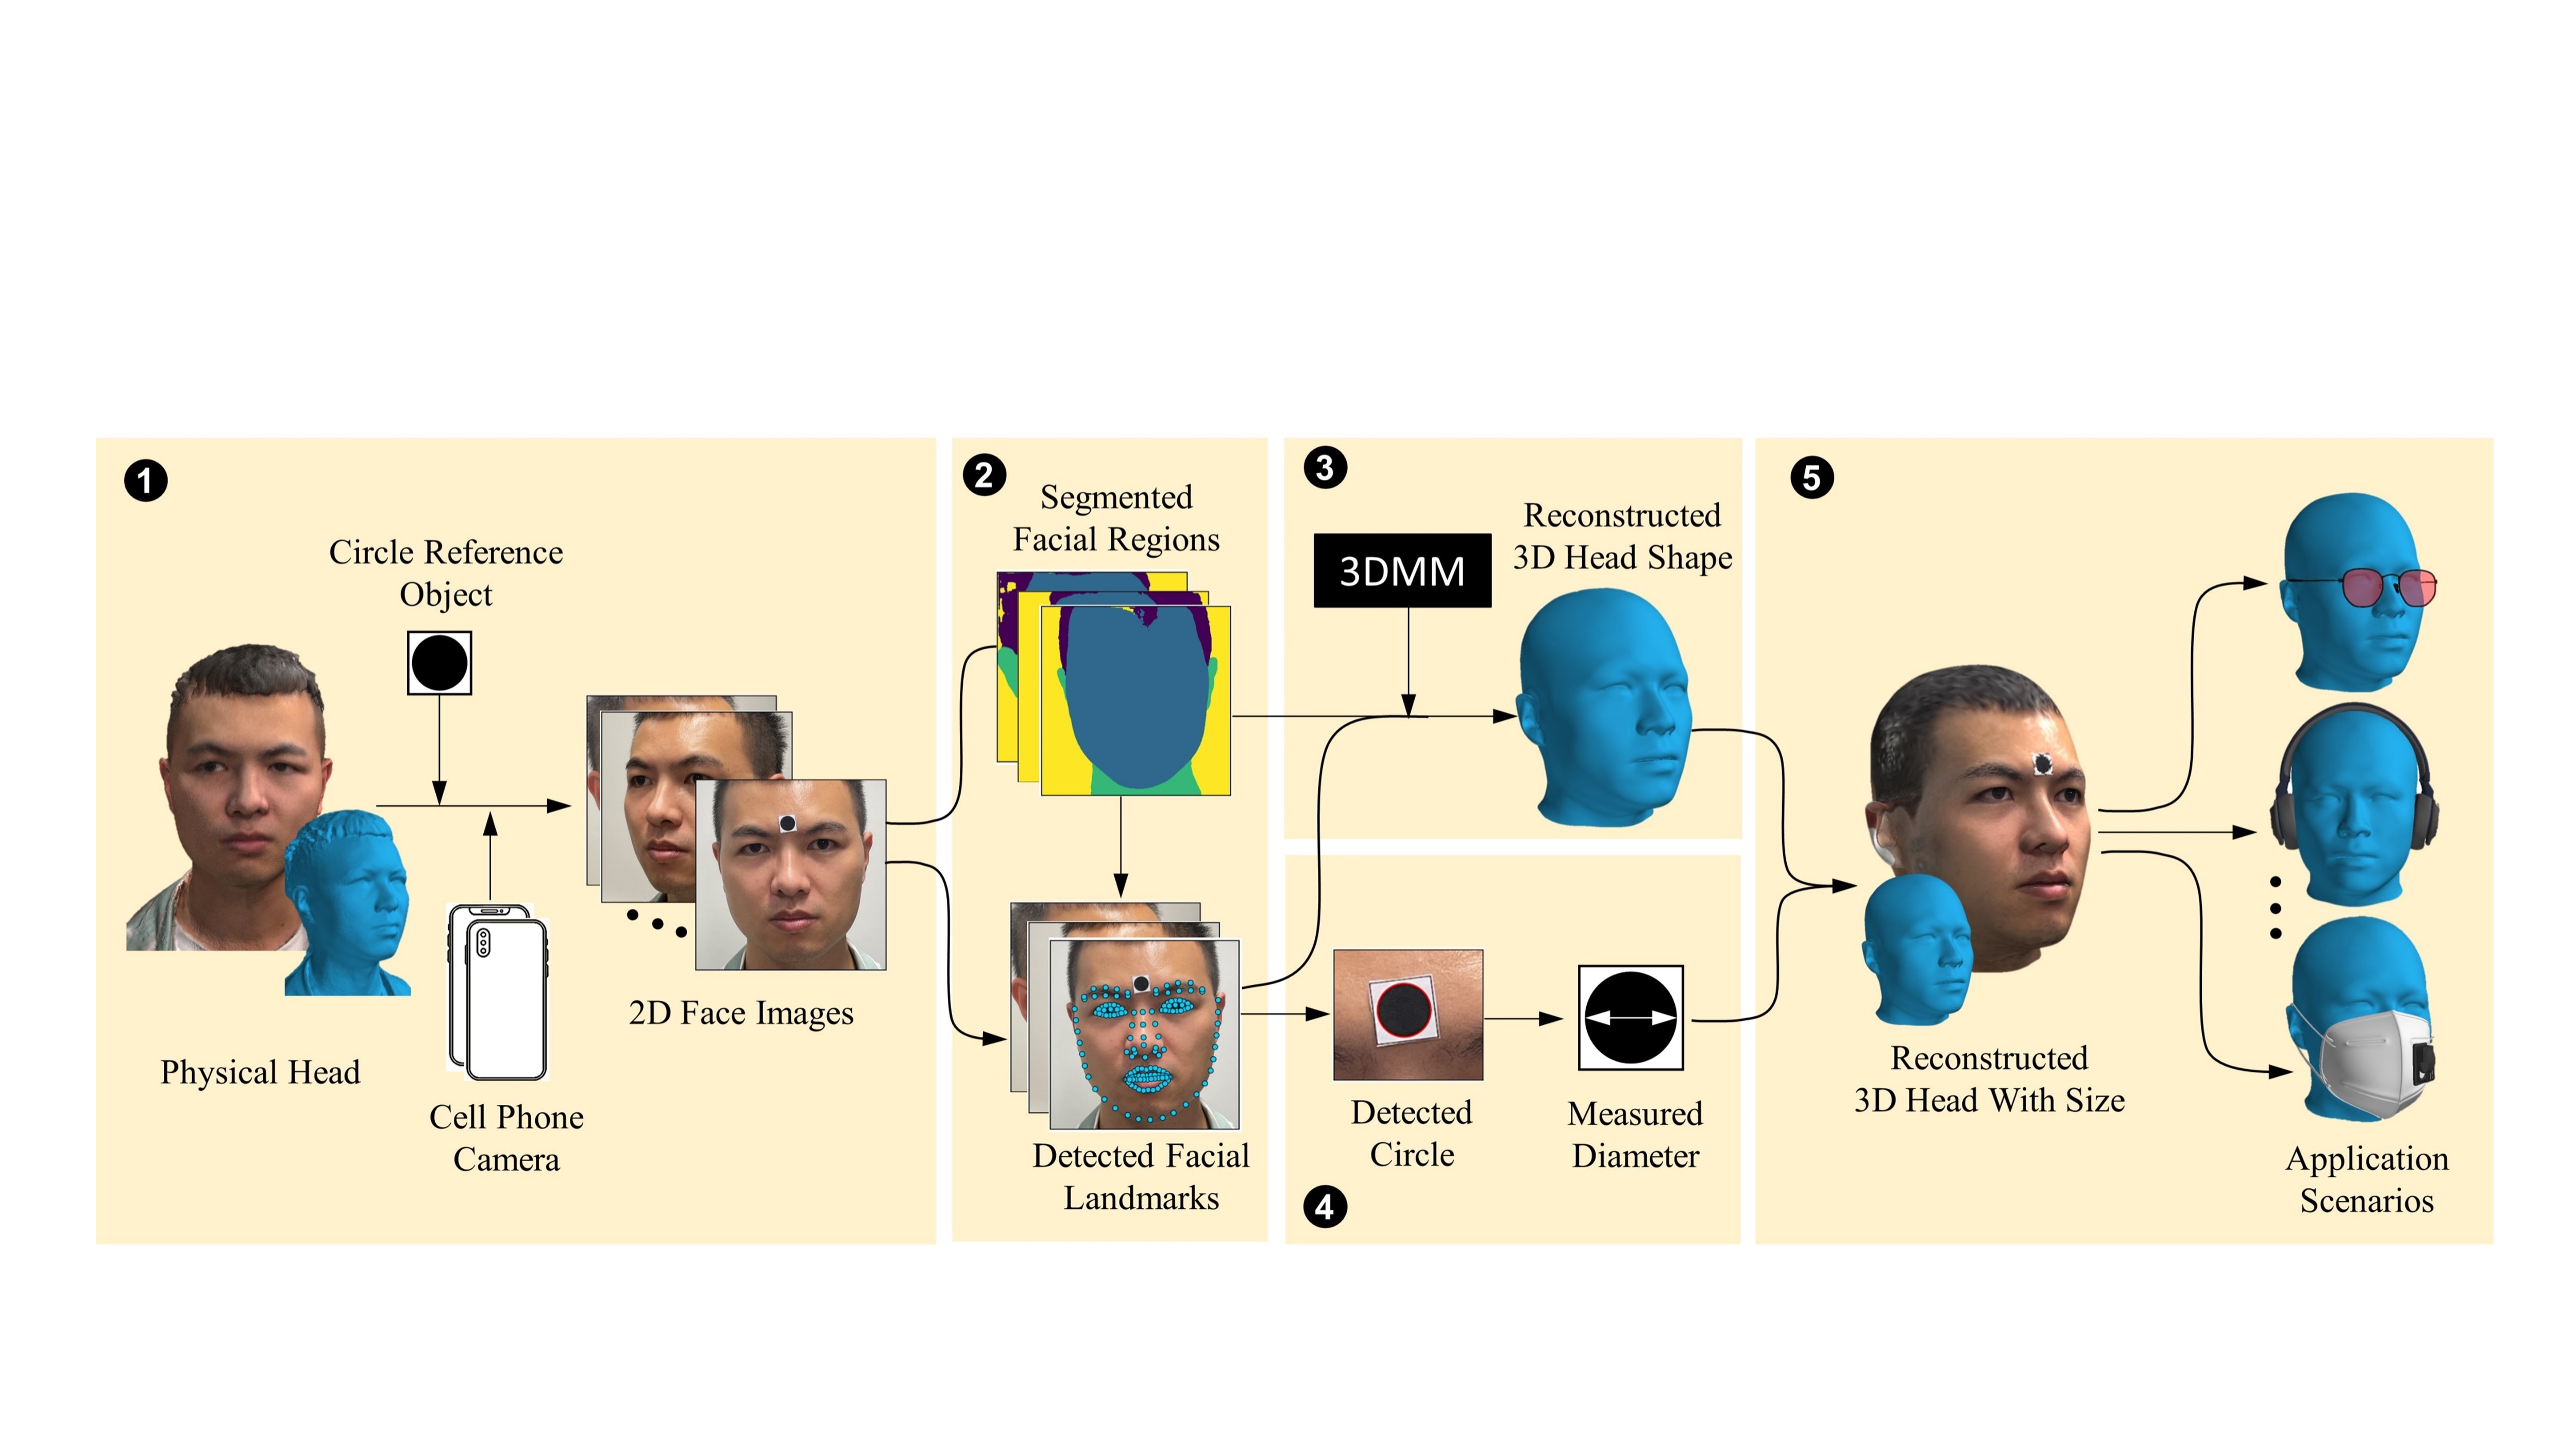 1
Circle Reference
Object
Physical Head
Cell Phone
Camera
2D Face Images
2
Segmented
Facial Regions
Detected Facial
Landmarks
3
3DMM
Reconstructed
3D Head Shape
Detected
Circle
Measured
Diameter
4
5
Reconstructed
3D Head With Size
Application
Scenarios